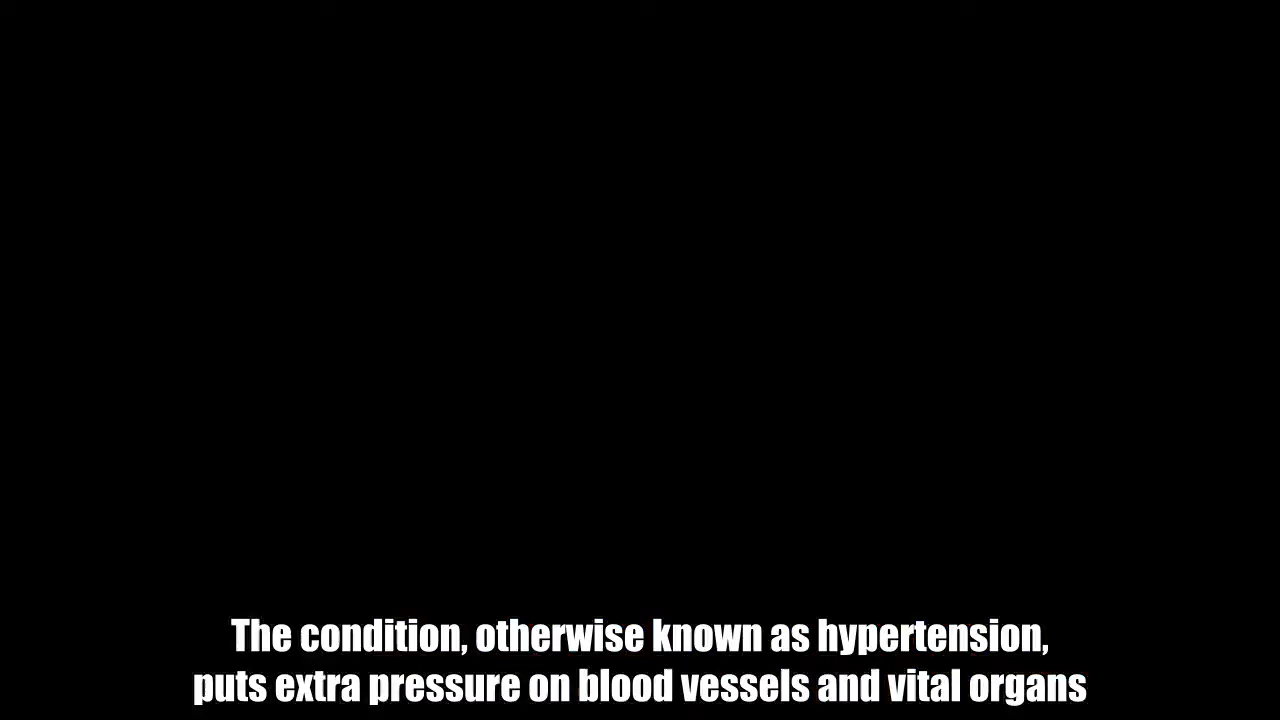 The condition, otherwise known as hypertension,
puts extra pressure on blood vessels and vital organs